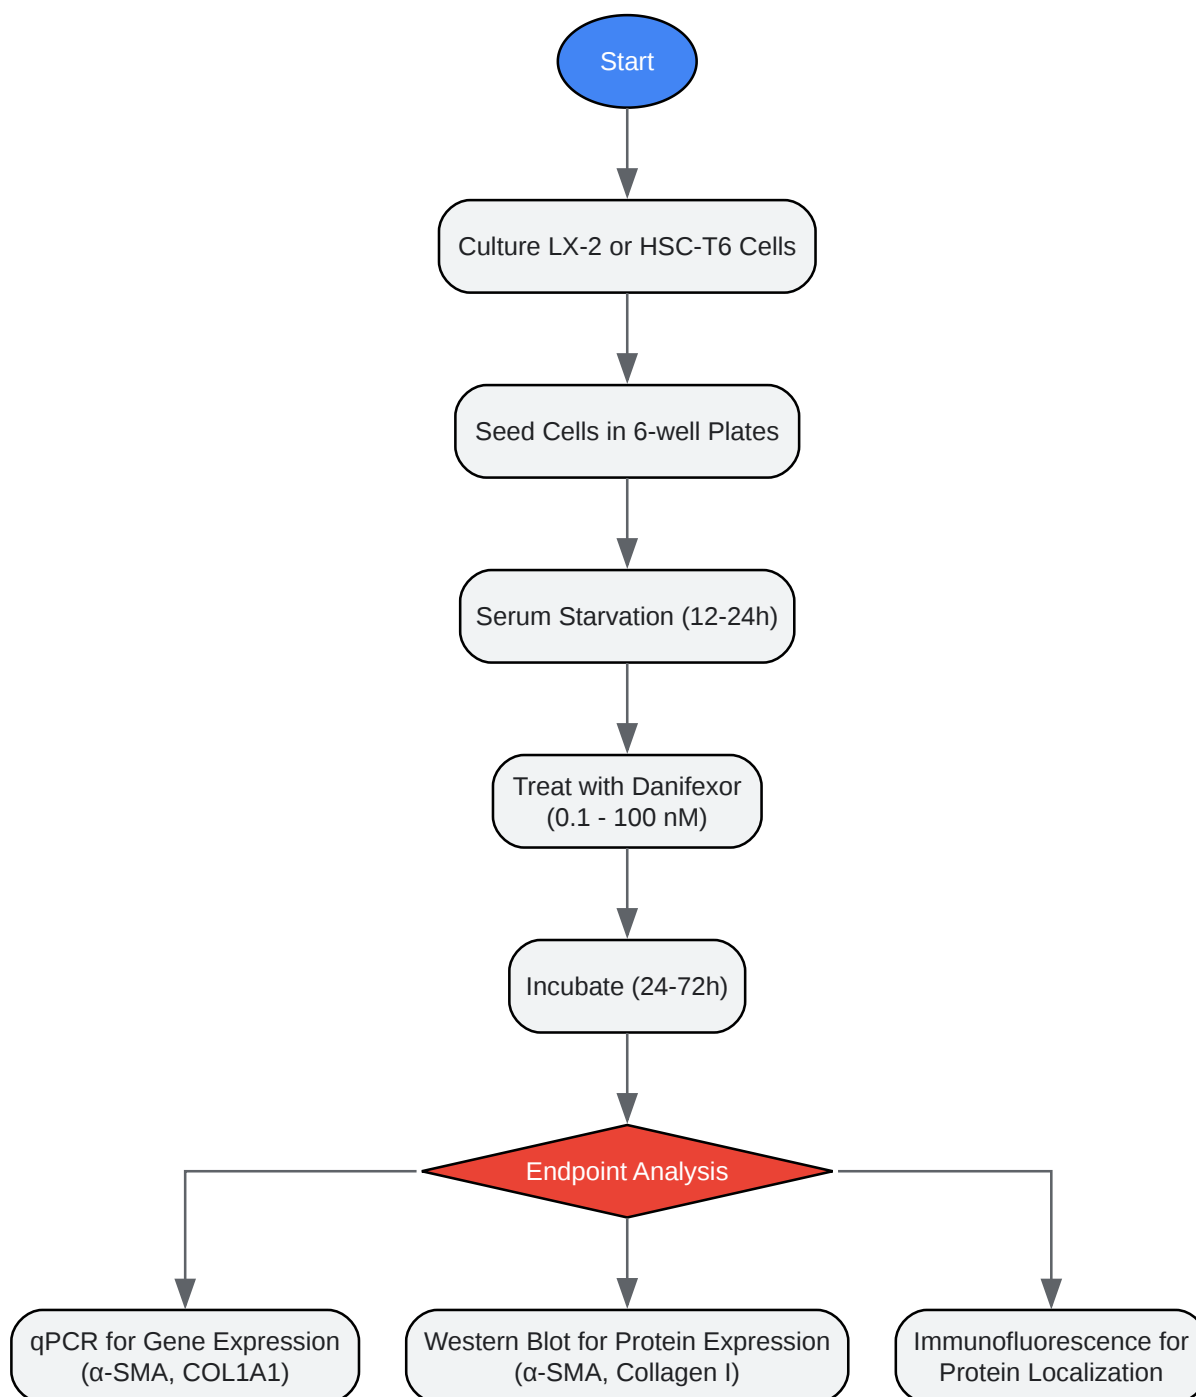 Start
Culture LX-2 or HSC-T6 Cells
Seed Cells in 6-well Plates
Serum Starvation (12-24h)
Treat with Danifexor
(0.1 - 100 nM)
Incubate (24-72h)
Endpoint Analysis
qPCR for Gene Expression
(α-SMA, COL1A1)
Western Blot for Protein Expression
(α-SMA, Collagen I)
Immunofluorescence for
Protein Localization